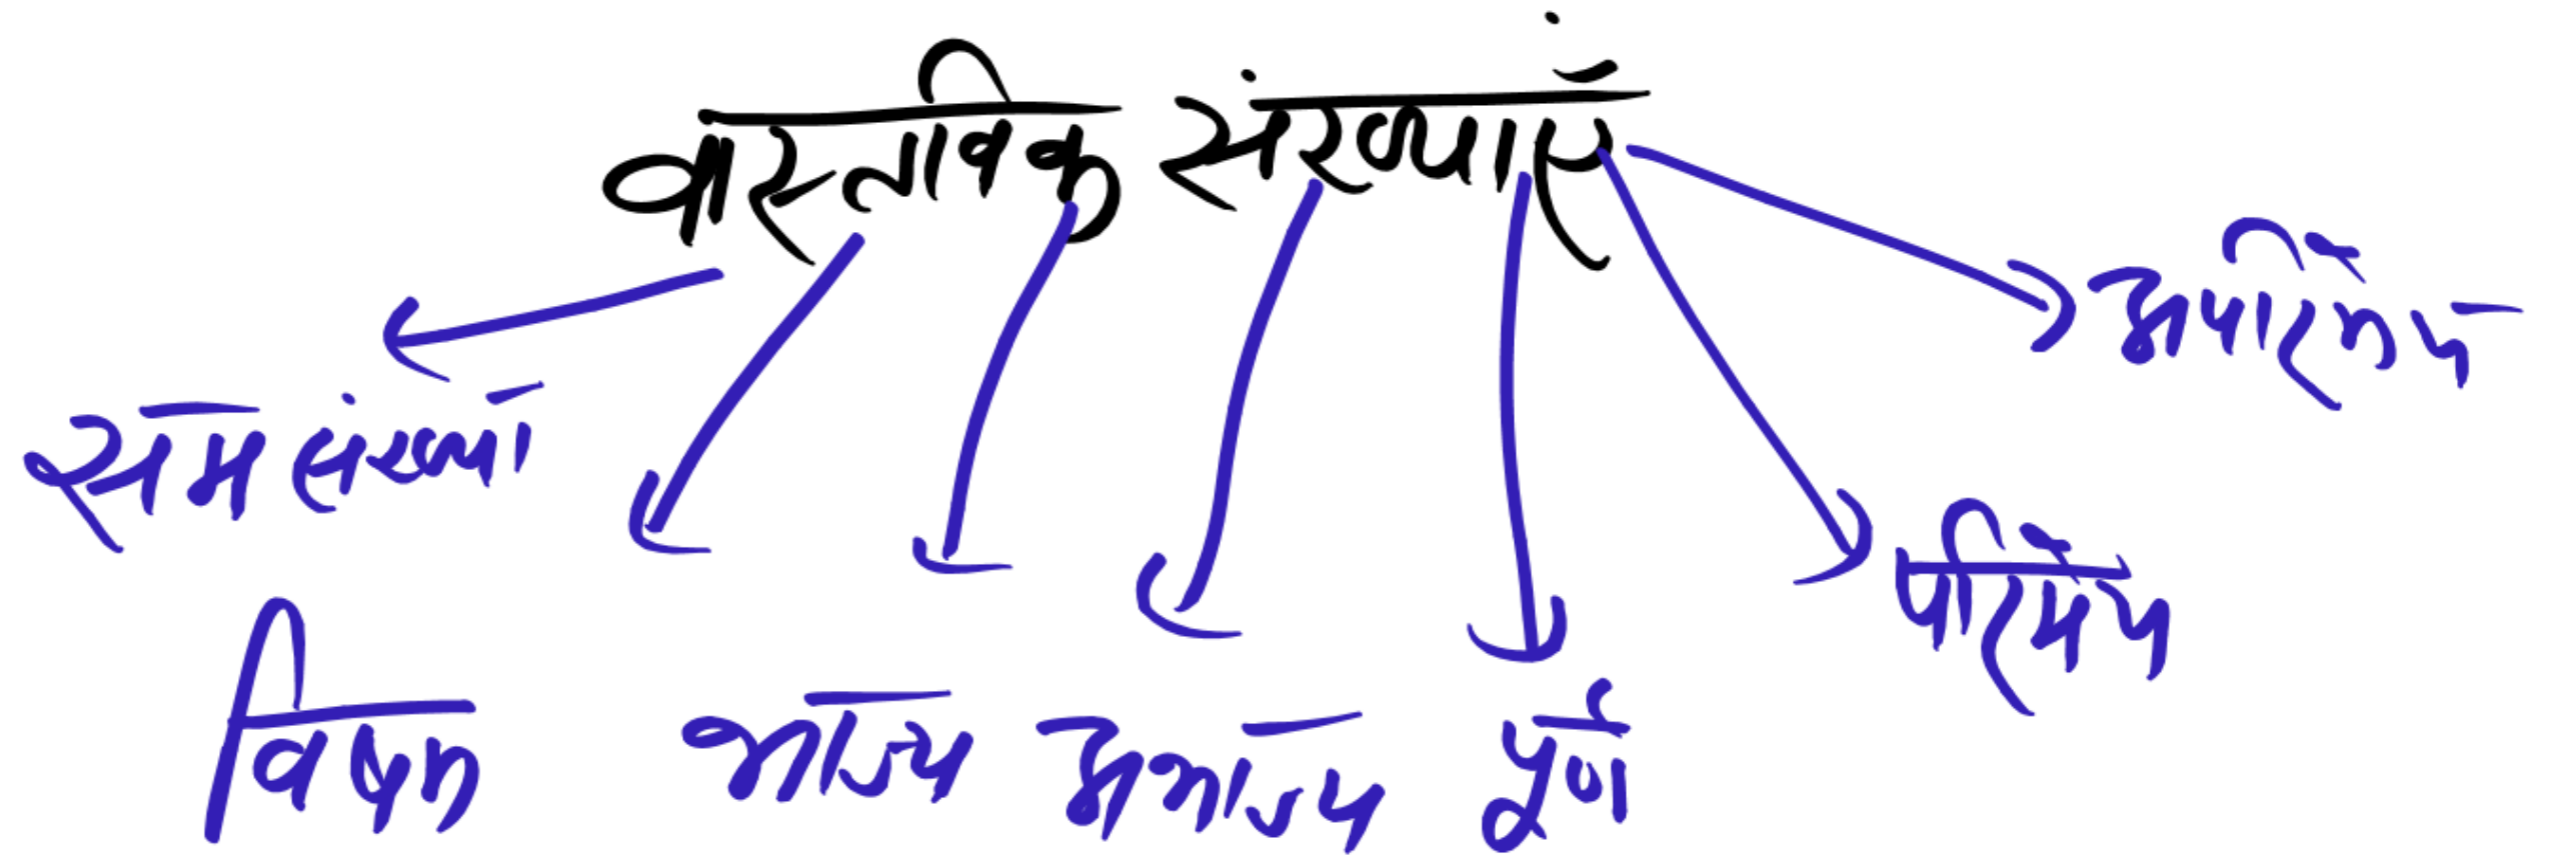 वास्तविक संख्याएँ
अपरिमेय
सम संख्या
परिमेय
विषम भाज्य अभाज्य पूर्ण